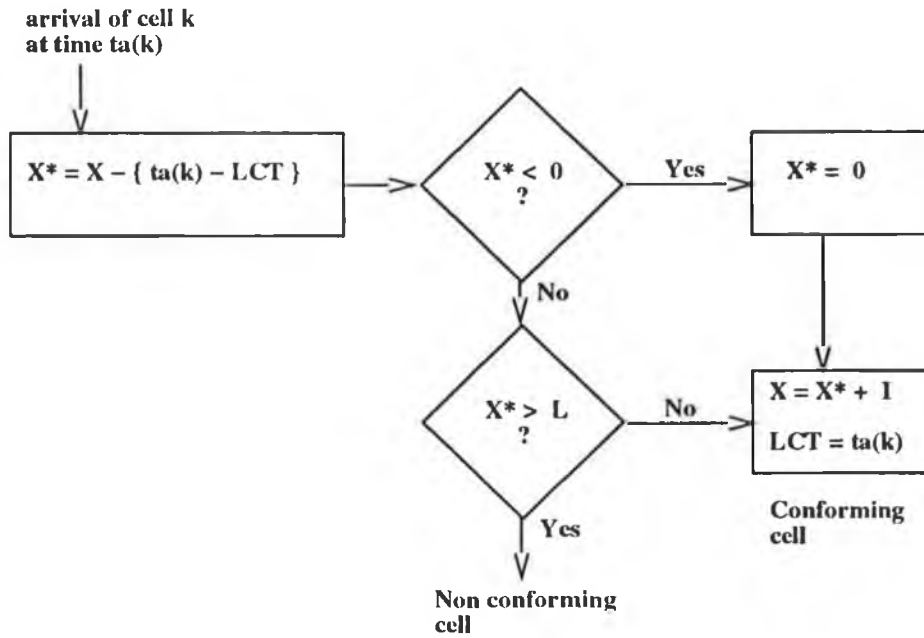 arrival of cell k
at time ta(k)
X* = X – { ta(k) – LCT }
X* < 0
?
Yes
X* = 0
No
X* > L
?
No
X = X* + I
LCT = ta(k)
Conforming
cell
Yes
Non conforming
cell